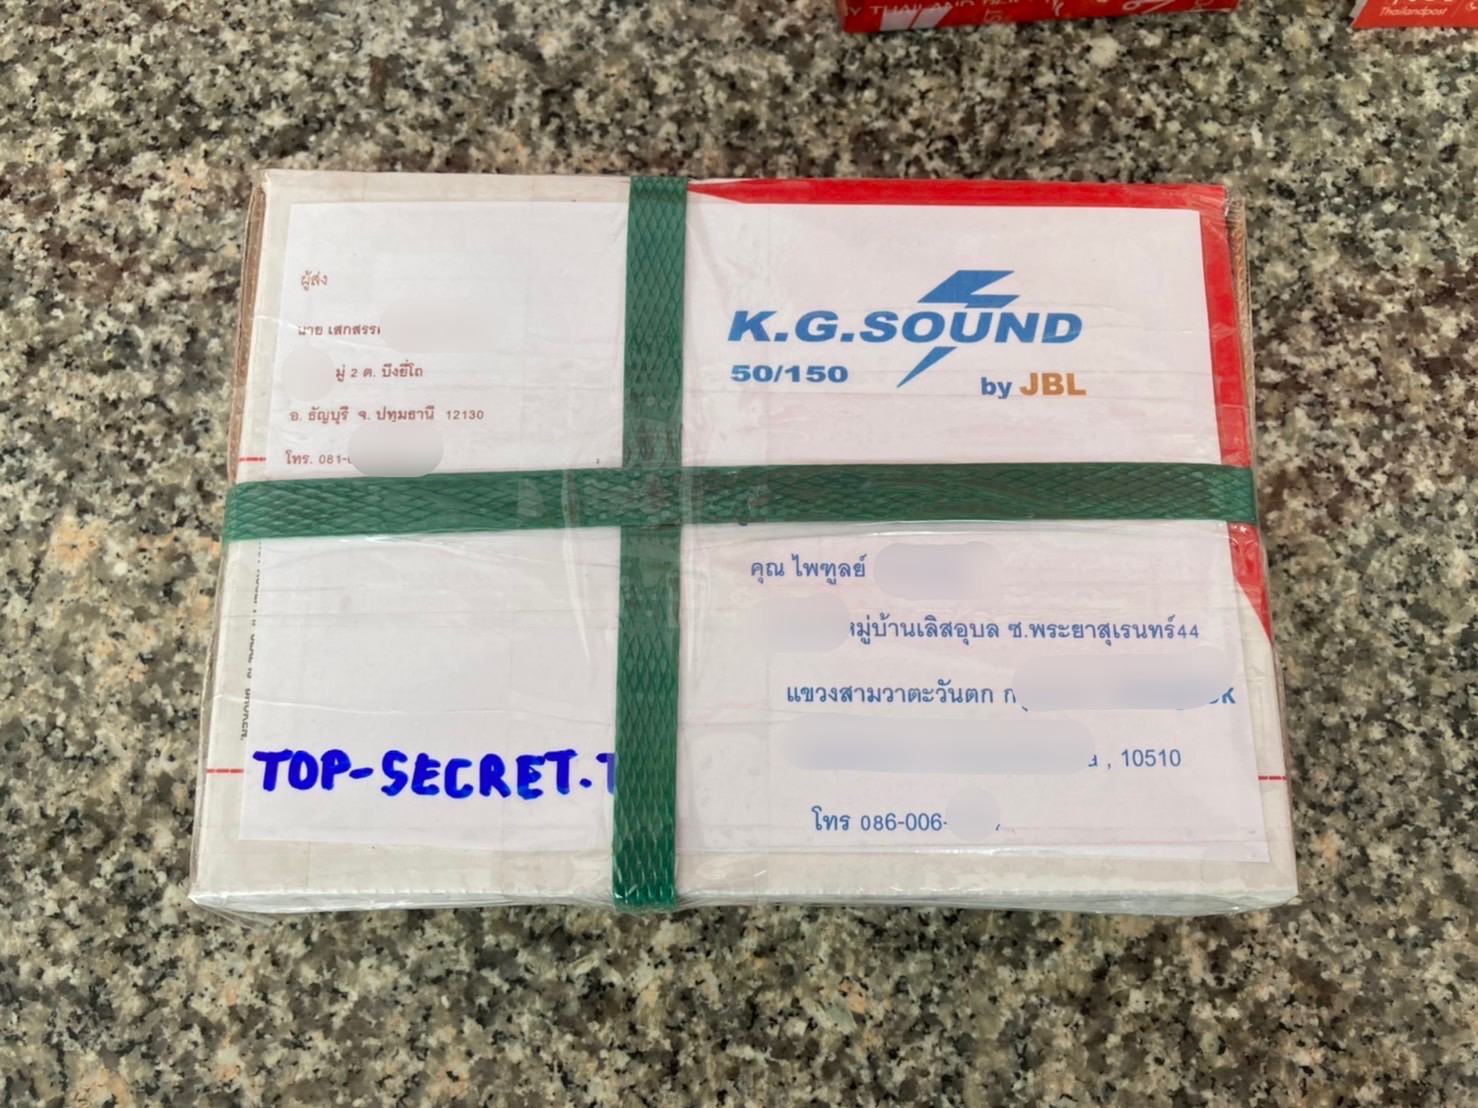 Thailandpost
ผู้ส่ง
นาย เสกสรร
มู่ 2 ต. บึงยี่โถ
อ. ธัญบุรี จ. ปทุมธานี 12130
โทร. 081-
K.G.SOUND
50/150
by JBL
คุณ ไพฑูลย์
หมู่บ้านเลิสอุบล ซ.พระยาสุเรนทร์44
แขวงสามวาตะวันตก
, 10510
โทร 086-006-
TOP-SECRET.T